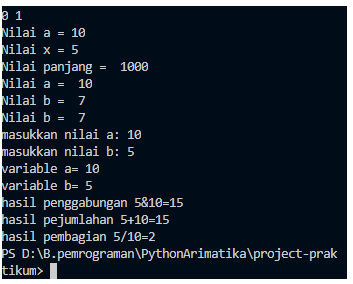 0 1
Nilai a = 10
Nilai x = 5
Nilai panjang =  1000
Nilai a =  10
Nilai b =  7
Nilai b =  7
masukkan nilai a: 10
masukkan nilai b: 5
variable a= 10
variable b= 5
hasil penggabungan 5&10=15
hasil pejumlahan 5+10=15
hasil pembagian 5/10=2
PS D:\B.pemrograman\PythonArimatika\project-prak
tikum>